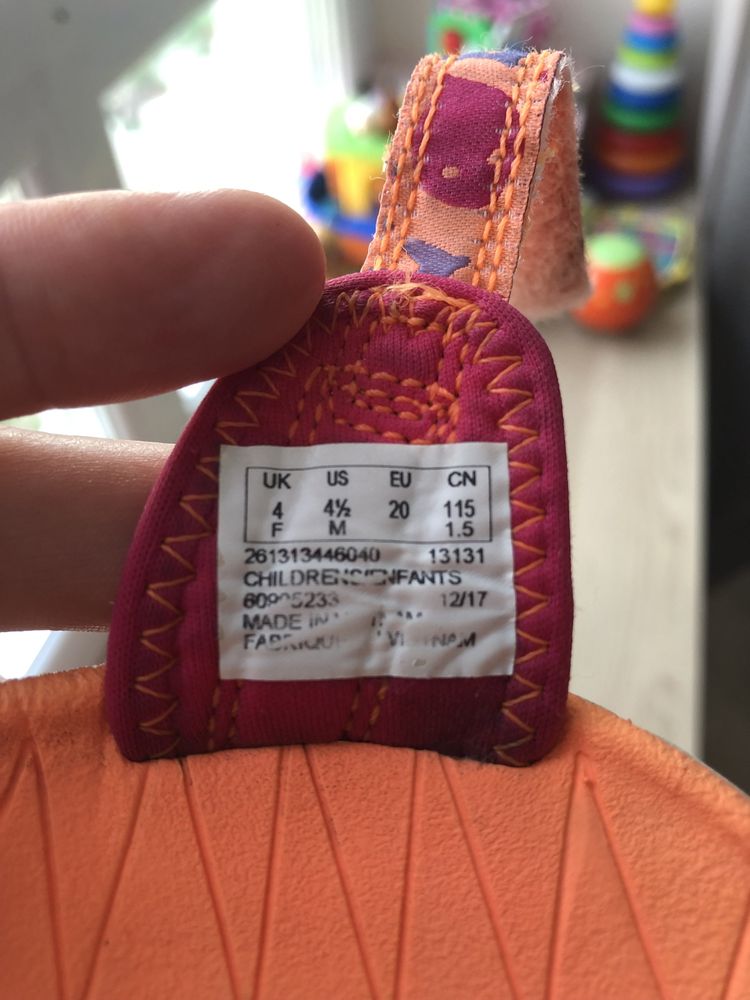 UK US EU CN
4 4½ 20 115
F M 1.5
261313446040 13131
CHILDRENS/ENFANTS
12/17
MADE IN